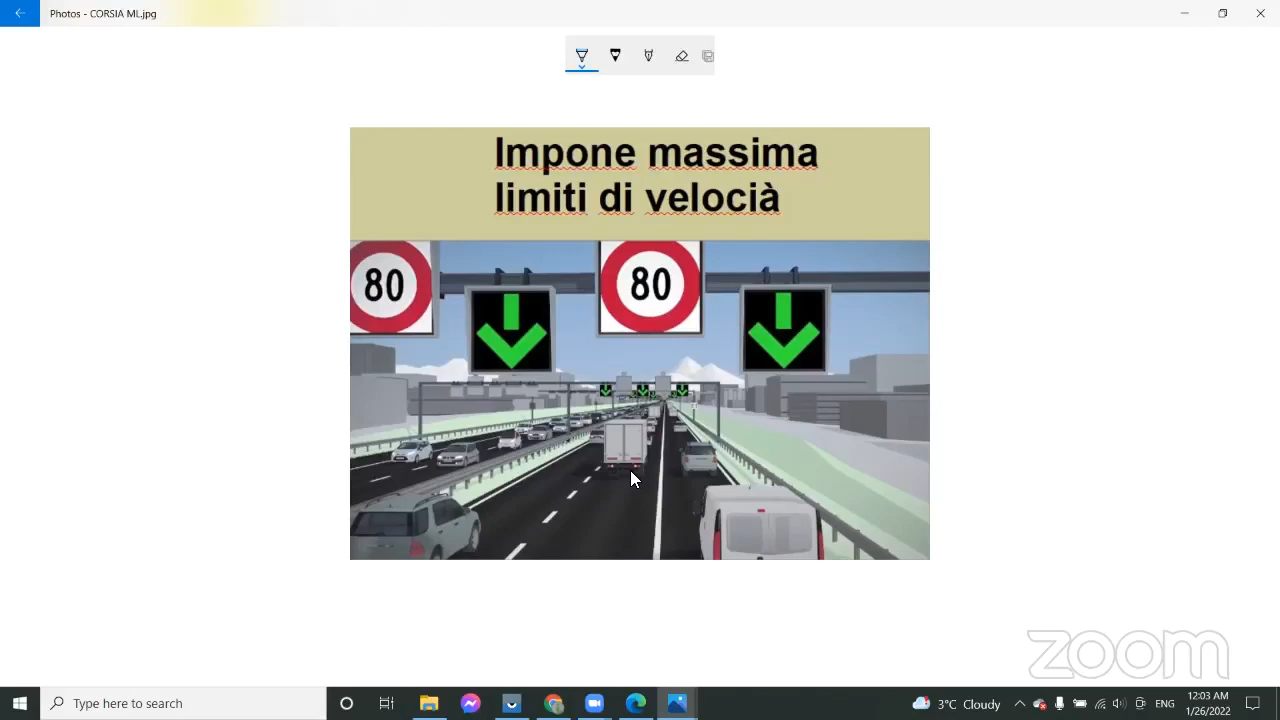 Photos - CORSIA ML.jpg
Impone massima
limiti di velocià
80
80
zoom
Type here to search
3°C Cloudy
ENG
12:03 AM
1/26/2022